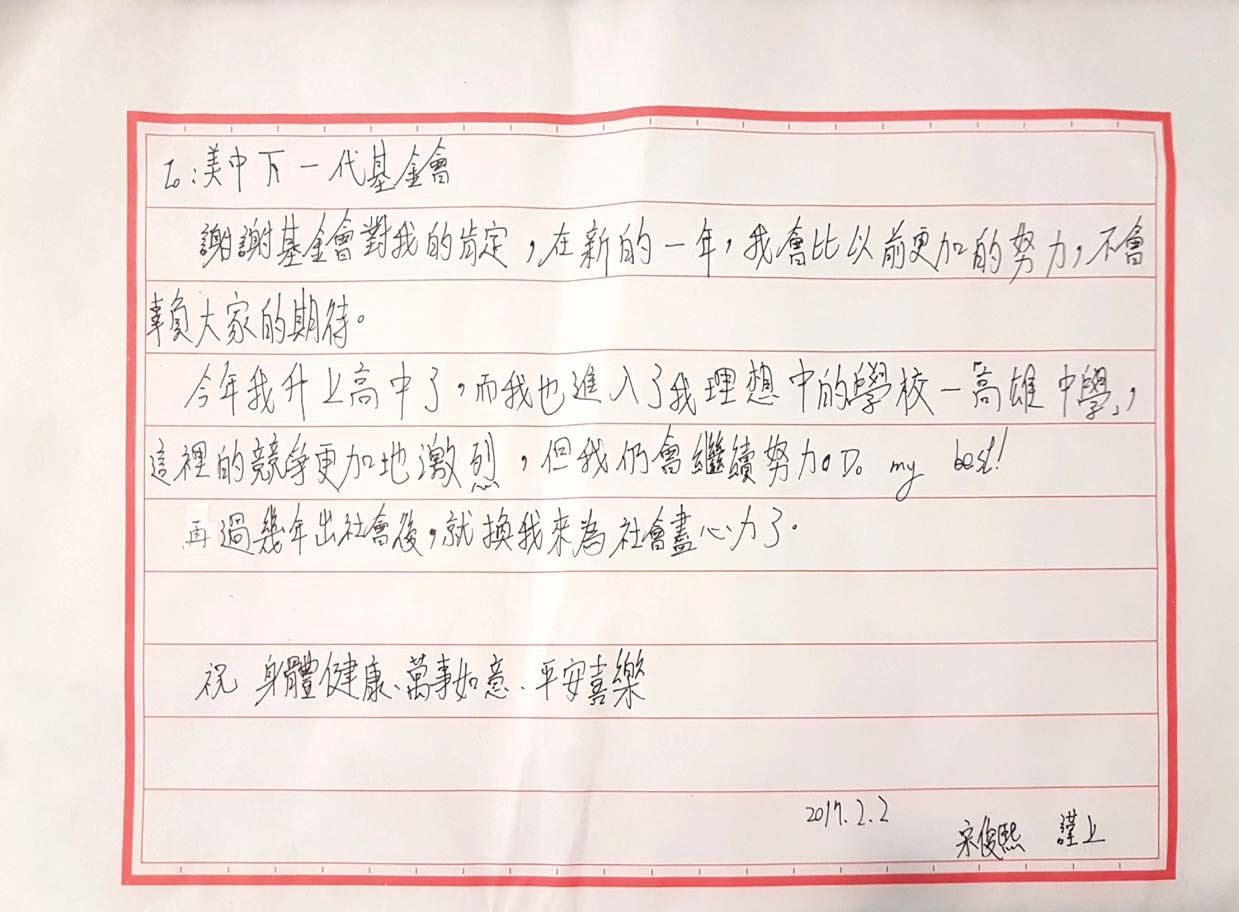 To:美中下一代基金會
謝謝基金會對我的肯定,在新的一年,我會比以前更加的努力,不會
辜負大家的期待。
今年我升上高中了,而我也進入了我理想中的學校一「高雄中學」,
這裡的競爭更加地激烈,但我仍會繼續努力。Do my best!
再過幾年出社會後,就換我來為社會盡心力了。
祝 身體健康、萬事如意、平安喜樂
2017.2.2
宋俊熙 謹上